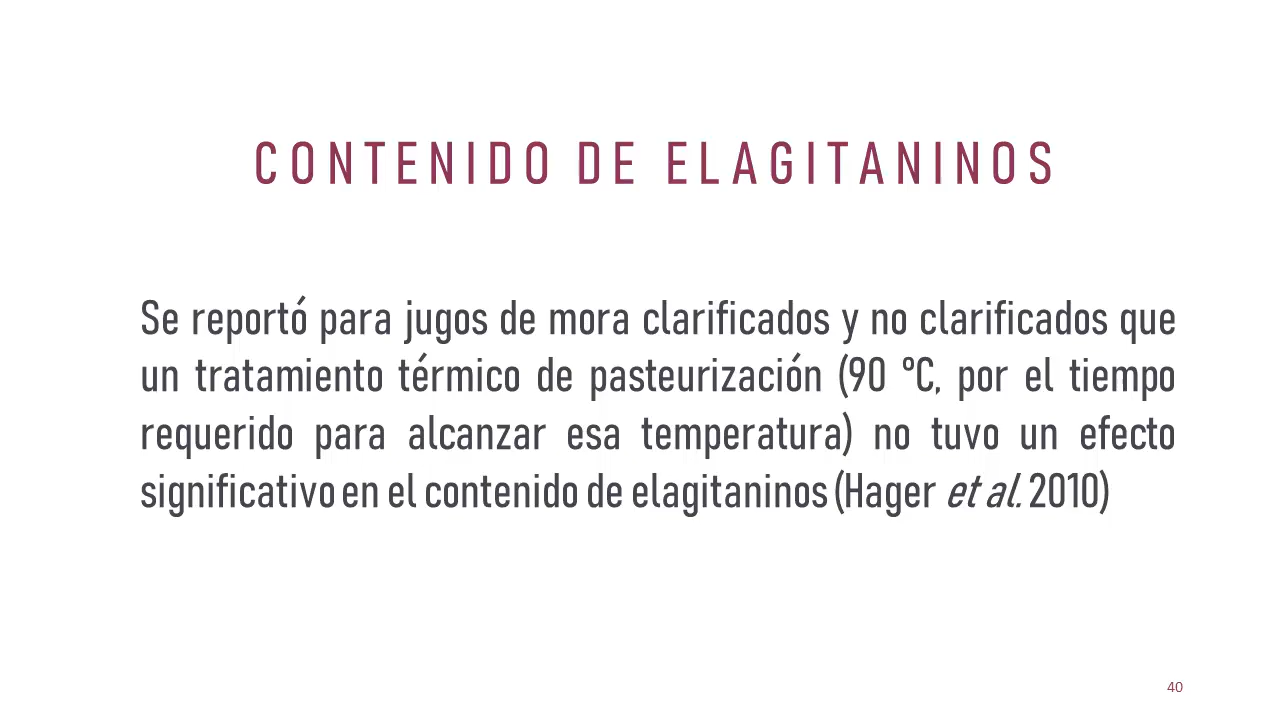 CONTENIDO DE ELAGITANINOS
Se reportó para jugos de mora clarificados y no clarificados que
un tratamiento térmico de pasteurización (90 ºC, por el tiempo
requerido para alcanzar esa temperatura) no tuvo un efecto
significativo en el contenido de elagitaninos (Hager et al. 2010)
40